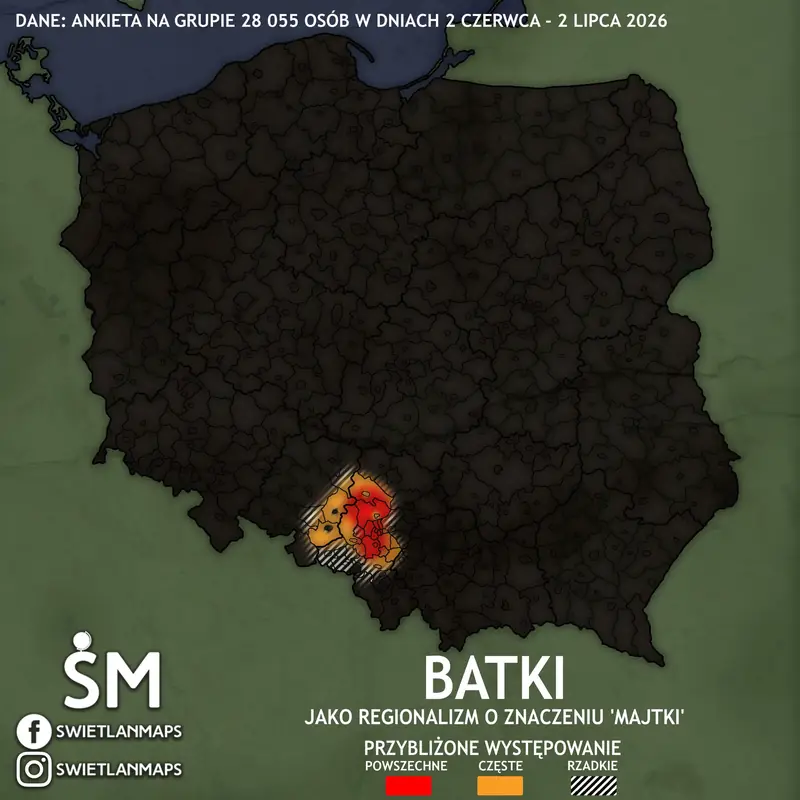 DANE: ANKIETA NA GRUPIE 28 055 OSÓB W DNIACH 2 CZERWCA - 2 LIPCA 2026
ŚM
SWIETLANMAPS
SWIETLANMAPS
BATKI
JAKO REGIONALIZM O ZNACZENIU 'MAJTKI'
PRZYBLIŻONE WYSTĘPOWANIE
POWSZECHNE CZĘSTE RZADKIE